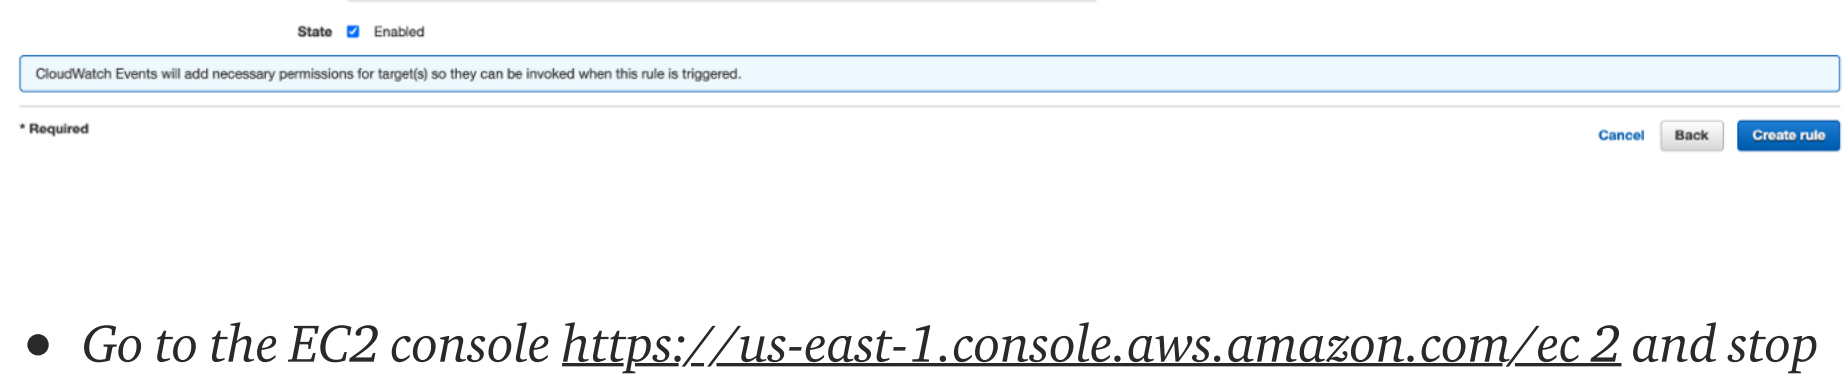 State Enabled
CloudWatch Events will add necessary permissions for target(s) so they can be invoked when this rule is triggered.
* Required
Cancel Back Create rule
• Go to the EC2 console https://us-east-1.console.aws.amazon.com/ec 2 and stop